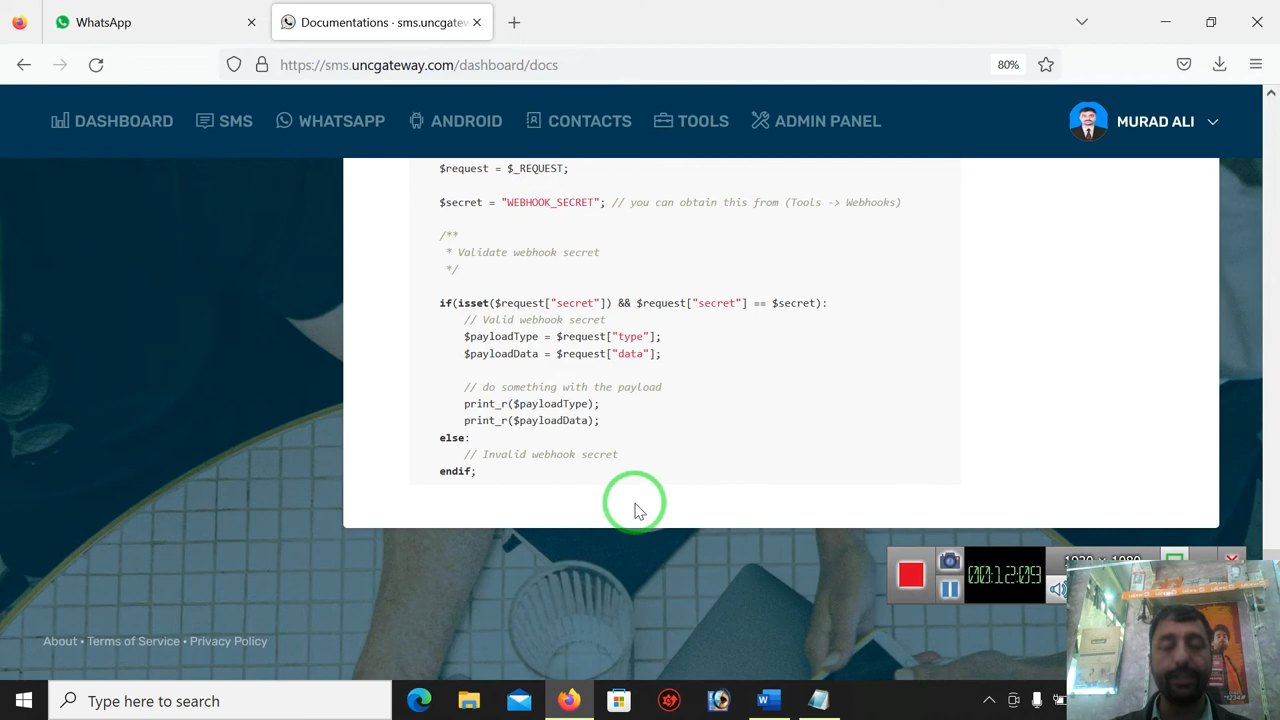 WhatsApp
Documentations · sms.uncgatew
https://sms.uncgateway.com/dashboard/docs
80%
DASHBOARD
SMS
WHATSAPP
ANDROID
CONTACTS
TOOLS
ADMIN PANEL
MURAD ALI
$request = $_REQUEST;
$secret = "WEBHOOK_SECRET"; // you can obtain this from (Tools -> Webhooks)
/**
* Validate webhook secret
*/
if(isset($request["secret"]) && $request["secret"] == $secret):
// Valid webhook secret
$payloadType = $request["type"];
$payloadData = $request["data"];
// do something with the payload
print_r($payloadType);
print_r($payloadData);
else:
// Invalid webhook secret
endif;
1920 x 1080
00:12:09
About • Terms of Service • Privacy Policy
Type here to search